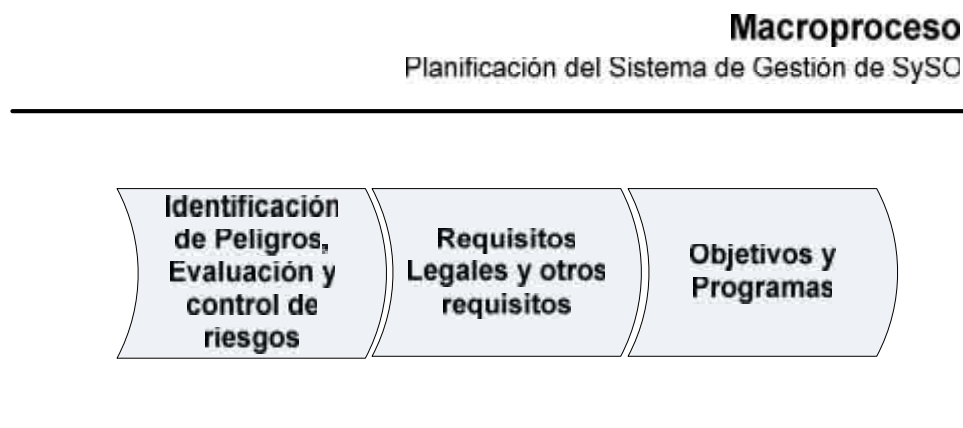 Macroproceso
Planificación del Sistema de Gestión de SySO
Identificación
de Peligros,
Evaluación y
control de
riesgos
Requisitos
Legales y otros
requisitos
Objetivos y
Programas